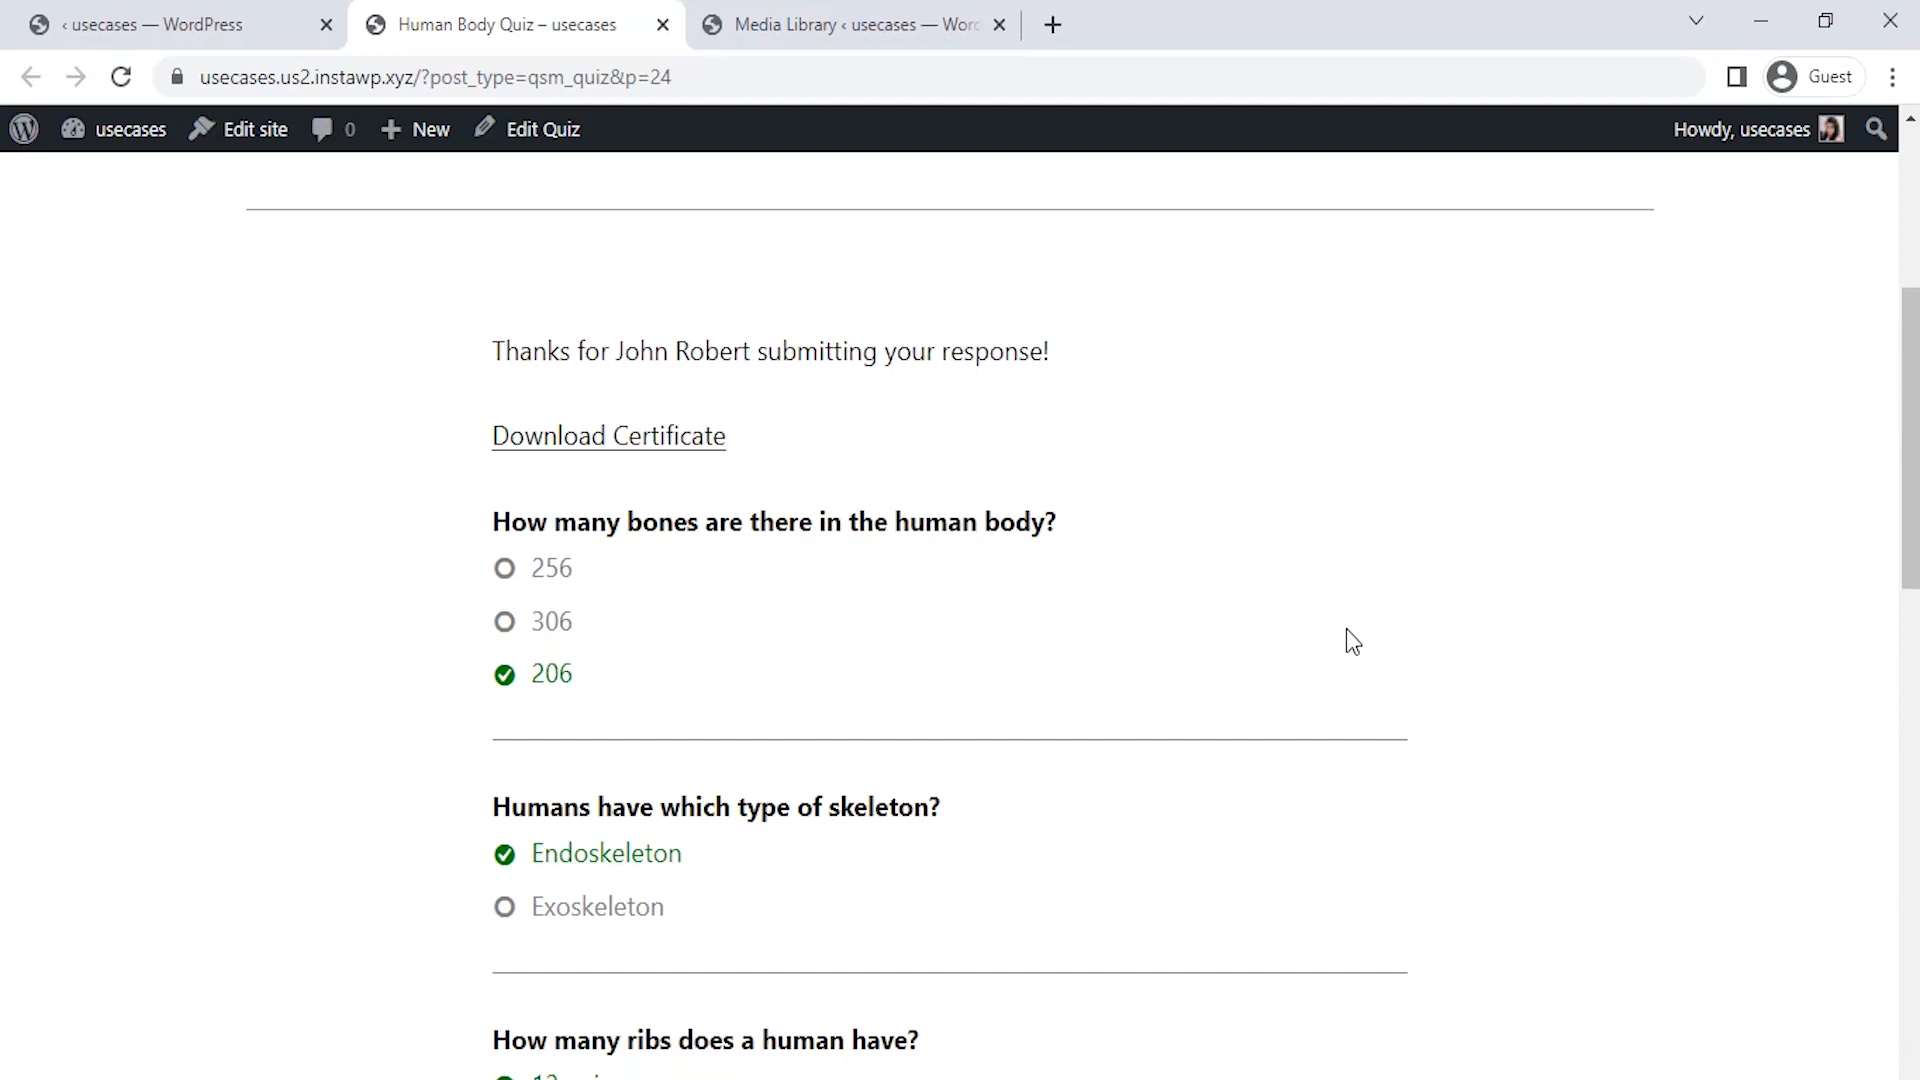 ‹ usecases — WordPress
Human Body Quiz – usecases
Media Library ‹ usecases —
usecases.us2.instawp.xyz/?post_type=qsm_quiz&p=24
Guest
usecases
Edit site
0
New
Edit Quiz
Howdy, usecases
Thanks for John Robert submitting your response!
Download Certificate
How many bones are there in the human body?
256
306
206
Humans have which type of skeleton?
Endoskeleton
Exoskeleton
How many ribs does a human have?